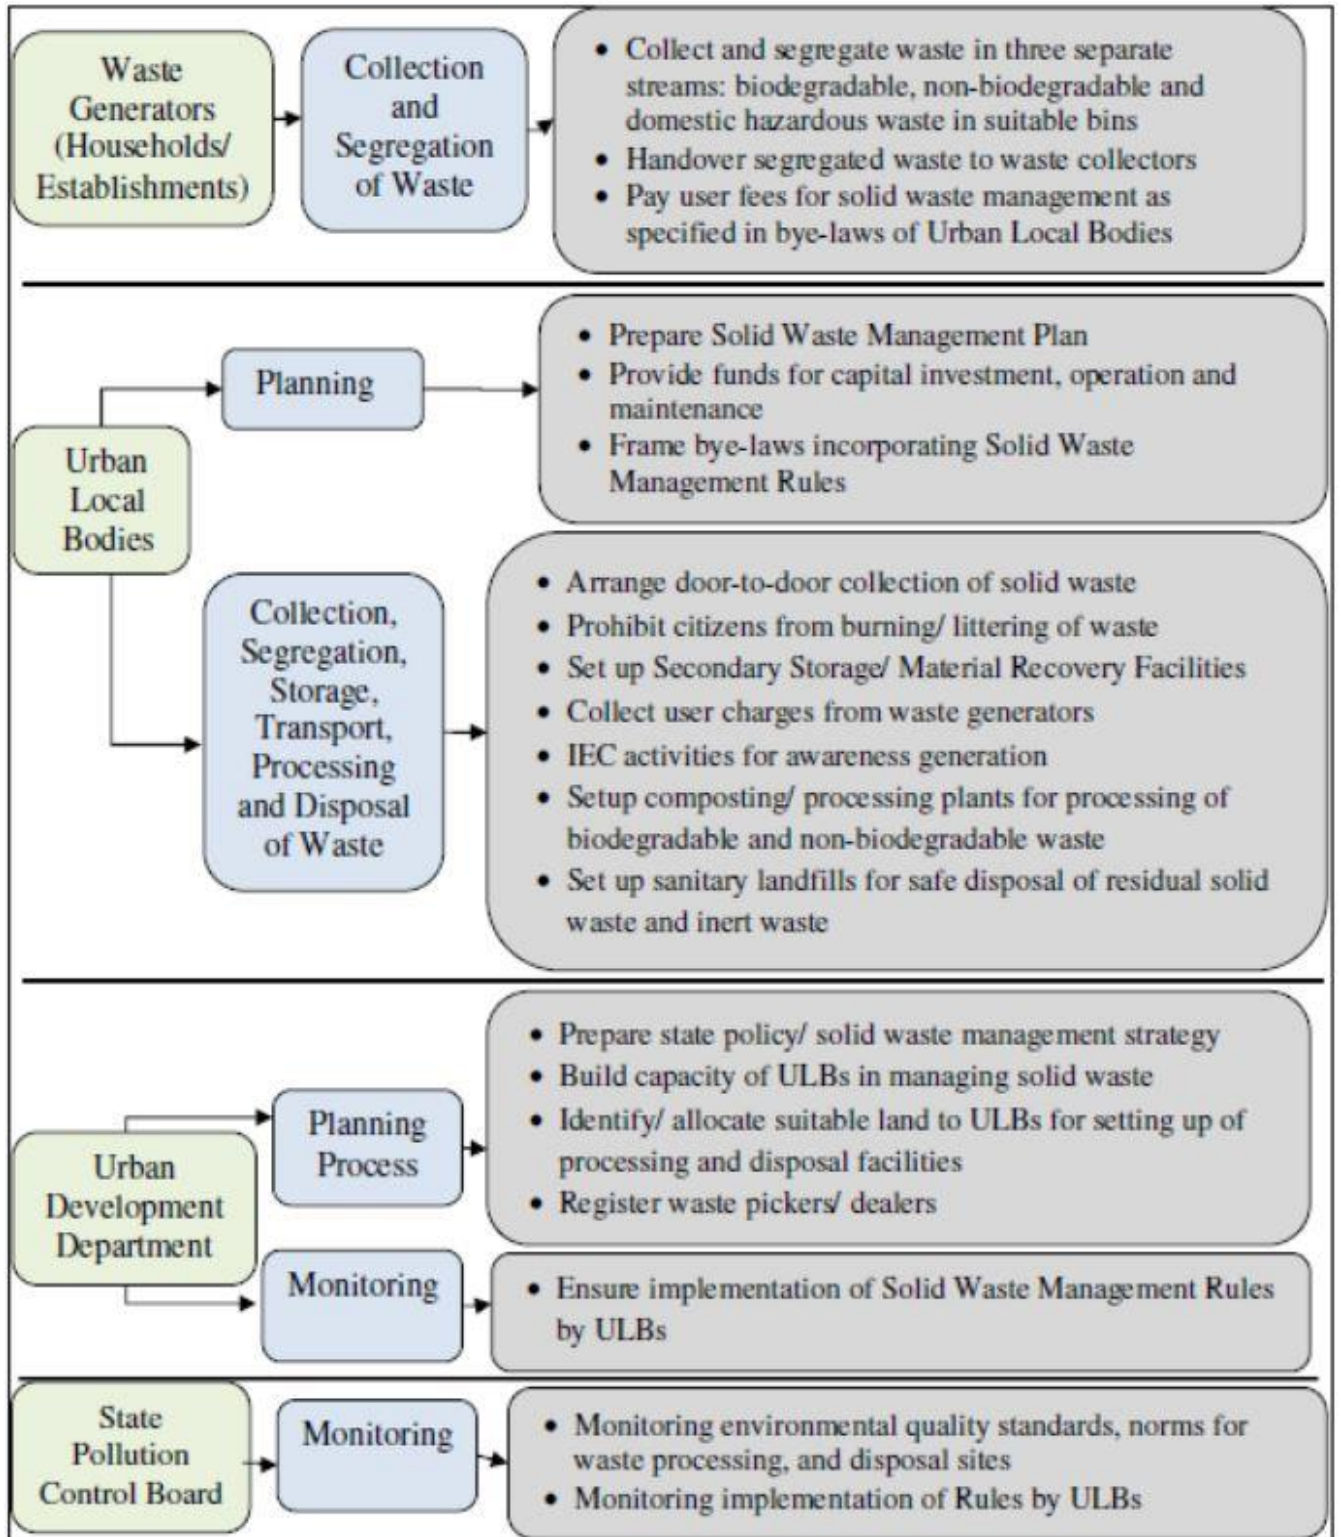 Waste
Generators
(Households/
Establishments)
Collection
and
Segregation
of Waste
• Collect and segregate waste in three separate
streams: biodegradable, non-biodegradable and
domestic hazardous waste in suitable bins
• Handover segregated waste to waste collectors
• Pay user fees for solid waste management as
specified in bye-laws of Urban Local Bodies
Urban
Local
Bodies
Planning
• Prepare Solid Waste Management Plan
• Provide funds for capital investment, operation and
maintenance
• Frame bye-laws incorporating Solid Waste
Management Rules
Collection,
Segregation,
Storage,
Transport,
Processing
and Disposal
of Waste
• Arrange door-to-door collection of solid waste
• Prohibit citizens from burning/ littering of waste
• Set up Secondary Storage/ Material Recovery Facilities
• Collect user charges from waste generators
• IEC activities for awareness generation
• Setup composting/ processing plants for processing of
biodegradable and non-biodegradable waste
• Set up sanitary landfills for safe disposal of residual solid
waste and inert waste
Urban
Development
Department
Planning
Process
• Prepare state policy/ solid waste management strategy
• Build capacity of ULBs in managing solid waste
• Identify/ allocate suitable land to ULBs for setting up of
processing and disposal facilities
• Register waste pickers/ dealers
Monitoring
• Ensure implementation of Solid Waste Management Rules
by ULBs
State
Pollution
Control Board
Monitoring
• Monitoring environmental quality standards, norms for
waste processing, and disposal sites
• Monitoring implementation of Rules by ULBs